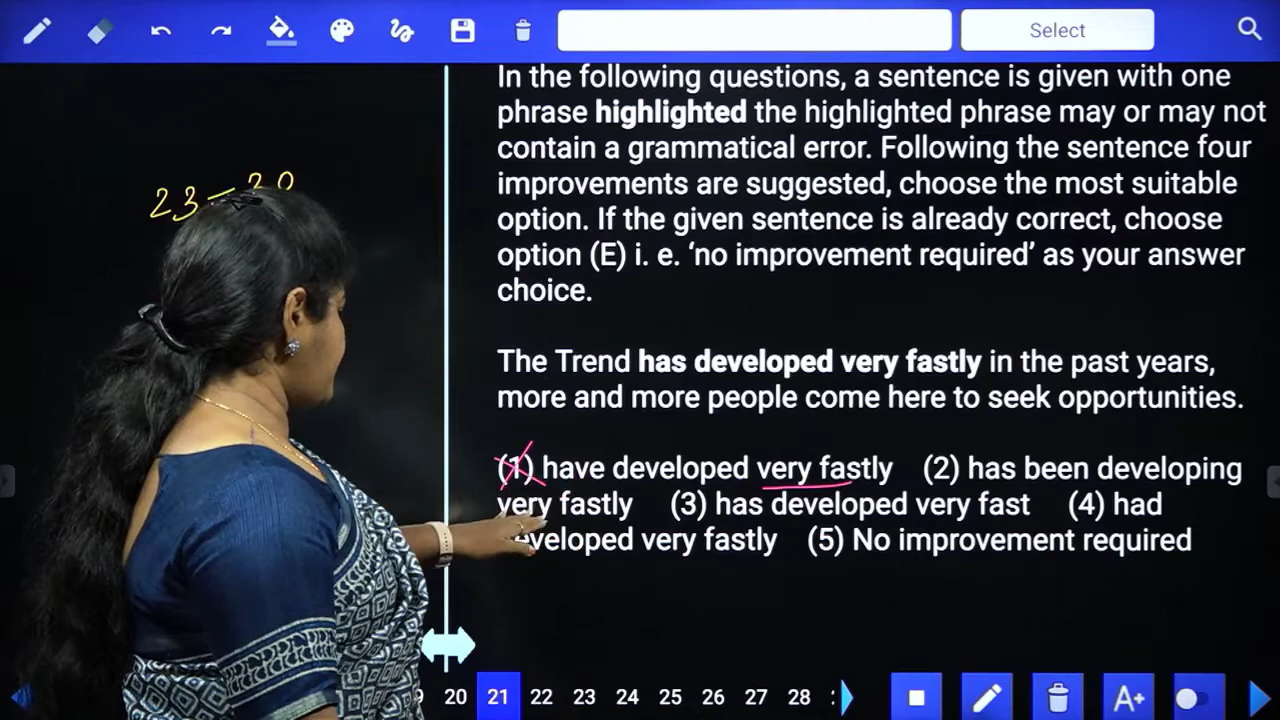 Select
In the following questions, a sentence is given with one
phrase highlighted the highlighted phrase may or may not
contain a grammatical error. Following the sentence four
improvements are suggested, choose the most suitable
option. If the given sentence is already correct, choose
option (E) i. e. ‘no improvement required’ as your answer
choice.
23 –
The Trend has developed very fastly in the past years,
more and more people come here to seek opportunities.
(1) have developed very fastly (2) has been developing
very fastly (3) has developed very fast (4) had
eveloped very fastly (5) No improvement required
9 20 21 22 23 24 25 26 27 28
A+